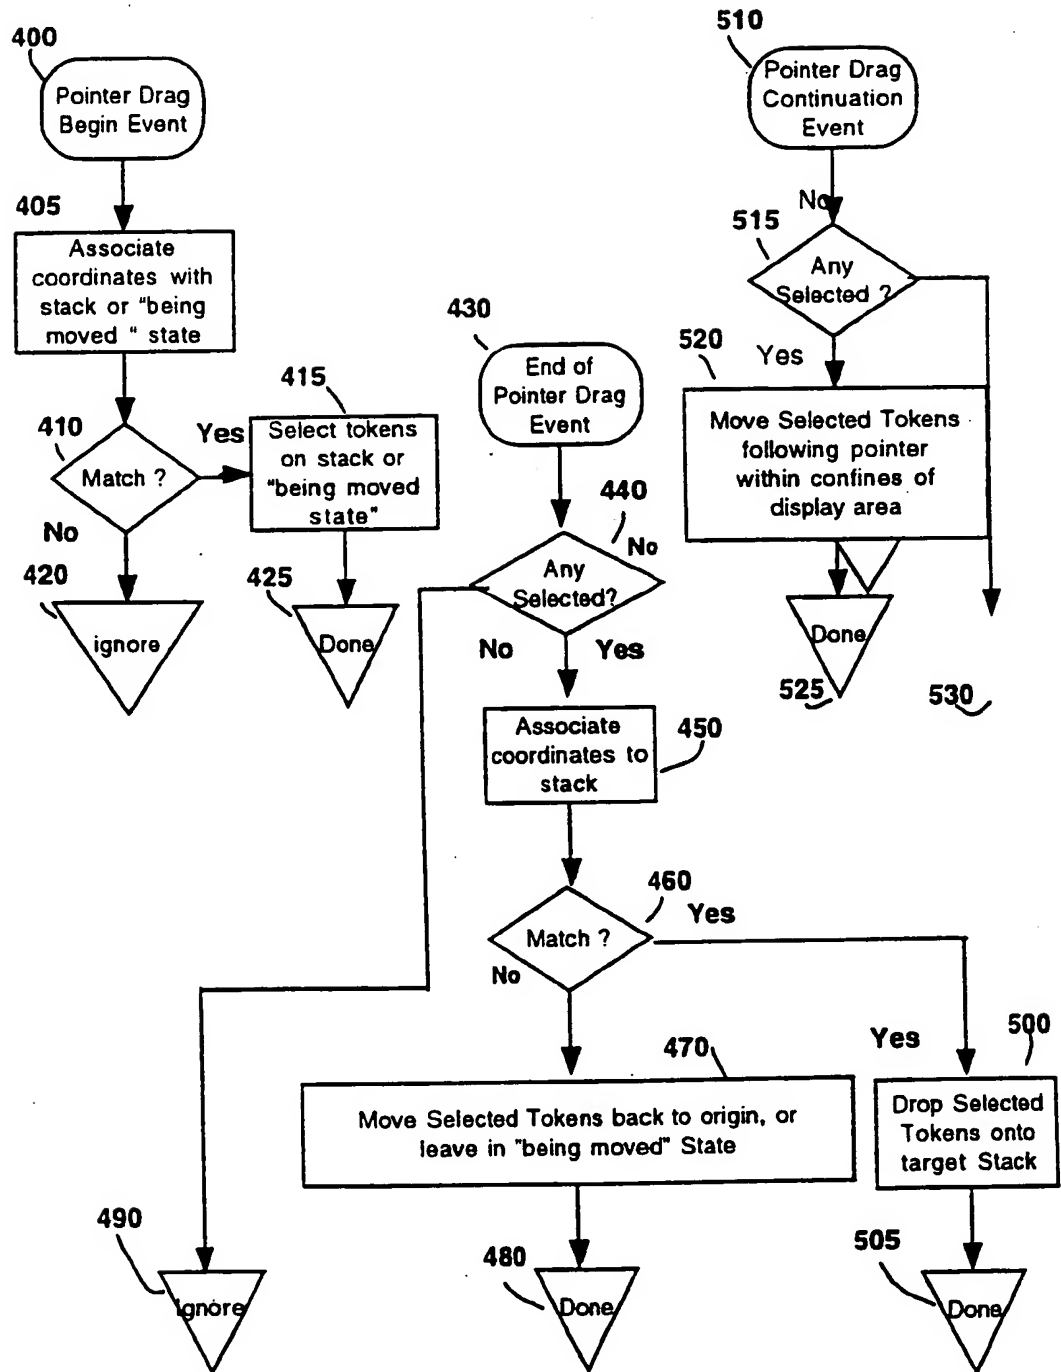 400
Pointer Drag
Begin Event
405
Associate
coordinates with
stack or "being
moved " state
410
Match ?
Yes
No
415
Select tokens
on stack or
"being moved
state"
420
ignore
425
Done
430
End of
Pointer Drag
Event
440
No
Any
Selected?
No
Yes
Associate
coordinates to
stack
450
460
Match ?
Yes
No
470
Move Selected Tokens back to origin, or
leave in "being moved" State
Yes
500
Drop Selected
Tokens onto
target Stack
490
Ignore
480
Done
505
Done
510
Pointer Drag
Continuation
Event
No
515
Any
Selected ?
520
Yes
Move Selected Tokens
following pointer
within confines of
display area
Done
525
530